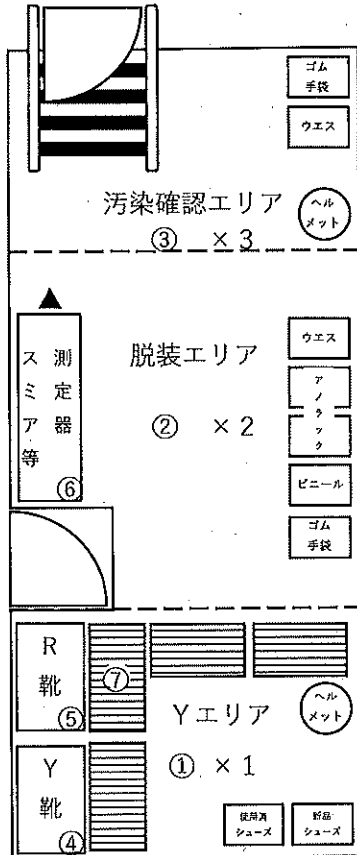 ゴム
手袋
ウエス
汚染確認エリア
ヘル
メット
③ ×3
脱装エリア
ウエス
測定器
スミア等
⑥
アノラック
② ×2
ビニール
ゴム
手袋
R
靴
⑤
⑦
Yエリア
ヘル
メット
① ×1
Y
靴
④
使用済
シューズ
新品
シューズ